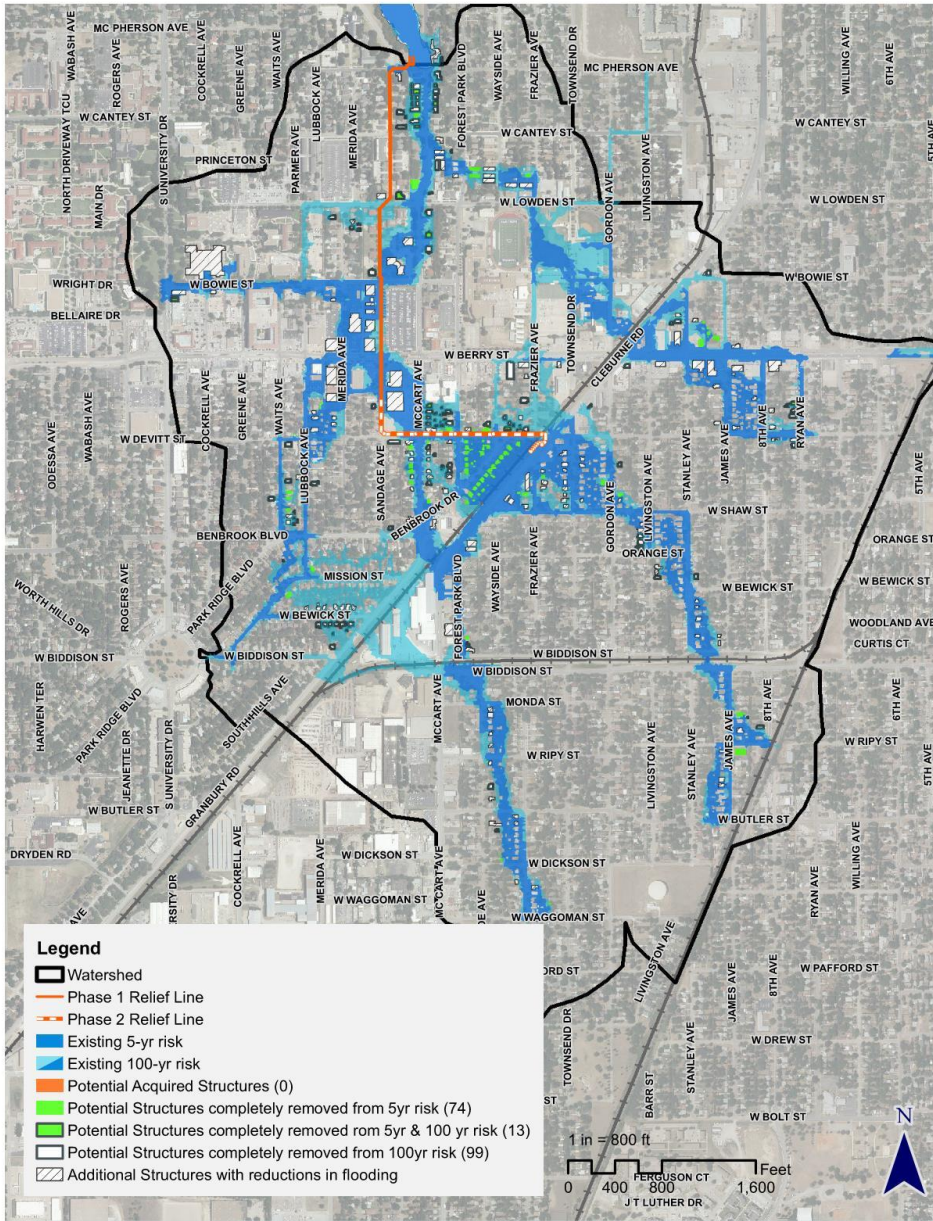 MC PHERSON AVE
WABASH AVE
ROGERS AVE
COCKRELL AVE
GREENE AVE
WAITS AVE
LUBBOCK AVE
MERIDA AVE
FOREST PARK BLVD
WAYSIDE AVE
FRAZIER AVE
TOWNSEND DR
MC PHERSON AVE
WILLING AVE
6TH AVE
W CANTEY ST
W CANTEY ST
W CANTEY ST
5TH AVE
NORTH DRIVEWAY TCU
MAIN DR
S UNIVERSITY DR
PRINCETON ST
PARMER AVE
GORDON AVE
LIVINGSTON AVE
W LOWDEN ST
W LOWDEN ST
WRIGHT DR
W BOWIE ST
W BOWIE ST
BELLAIRE DR
W BERRY ST
CLEBURNE RD
TOWNSEND DR
FRAZIER AVE
MERIDA AVE
MCCART AVE
ODESSA AVE
WABASH AVE
W DEVITT ST
COCKRELL AVE
GREENE AVE
WAITS AVE
LUBBOCK AVE
SANDAGE AVE
BENBROOK DR
STANLEY AVE
JAMES AVE
8TH AVE
RYAN AVE
5TH AVE
GORDON AVE
LIVINGSTON AVE
W SHAW ST
BENBROOK BLVD
WAYSIDE AVE
FRAZIER AVE
ORANGE ST
ORANGE ST
MISSION ST
FOREST PARK BLVD
W BEWICK ST
W BEWICK ST
W BEWICK ST
WORTH HILLS DR
ROGERS AVE
PARK RIDGE BLVD
WOODLAND AVE
CURTIS CT
W BIDDISON ST
W BIDDISON ST
W BIDDISON ST
W BIDDISON ST
HARWEN TER
PARK RIDGE BLVD
JEANETTE DR
S UNIVERSITY DR
SOUTH HILLS AVE
MCCART AVE
MONDA ST
8TH AVE
6TH AVE
W RIPY ST
W RIPY ST
LIVINGSTON AVE
STANLEY AVE
JAMES AVE
5TH AVE
GRANBURY RD
W BUTLER ST
W BUTLER ST
DRYDEN RD
COCKRELL AVE
MERIDA AVE
W DICKSON ST
MC CART AVE
W DICKSON ST
WILLING AVE
RYAN AVE
W WAGGOMAN ST
W WAGGOMAN ST
LIVINGSTON AVE
W PAFFORD ST
JAMES AVE
8TH AVE
TOWNSEND DR
STANLEY AVE
W DREW ST
BARR ST
W BOLT ST
Legend
Watershed
Phase 1 Relief Line
Phase 2 Relief Line
Existing 5-yr risk
Existing 100-yr risk
Potential Acquired Structures (0)
Potential Structures completely removed from 5yr risk (74)
Potential Structures completely removed rom 5yr & 100 yr risk (13)
Potential Structures completely removed from 100yr risk (99)
Additional Structures with reductions in flooding
1 in = 800 ft
Feet
0 400 800 1,600
FERGUSON CT
J T LUTHER DR
N